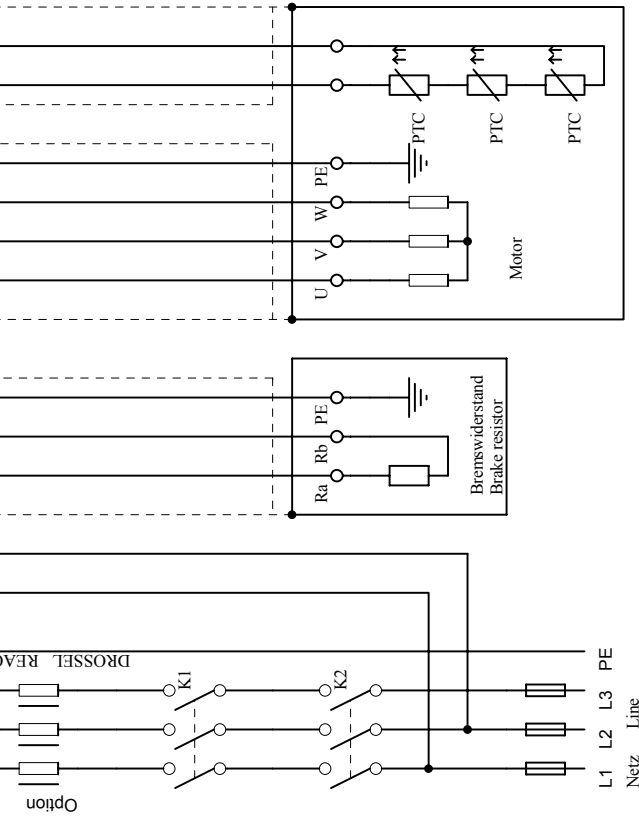 PTC
PTC
PTC
PE
W
V
U
Motor
PE
Rb
Ra
Bremswiderstand
Brake resistor
DROSSEL
K1
K2
PE
L3
L2
L1
Netz Line
Option